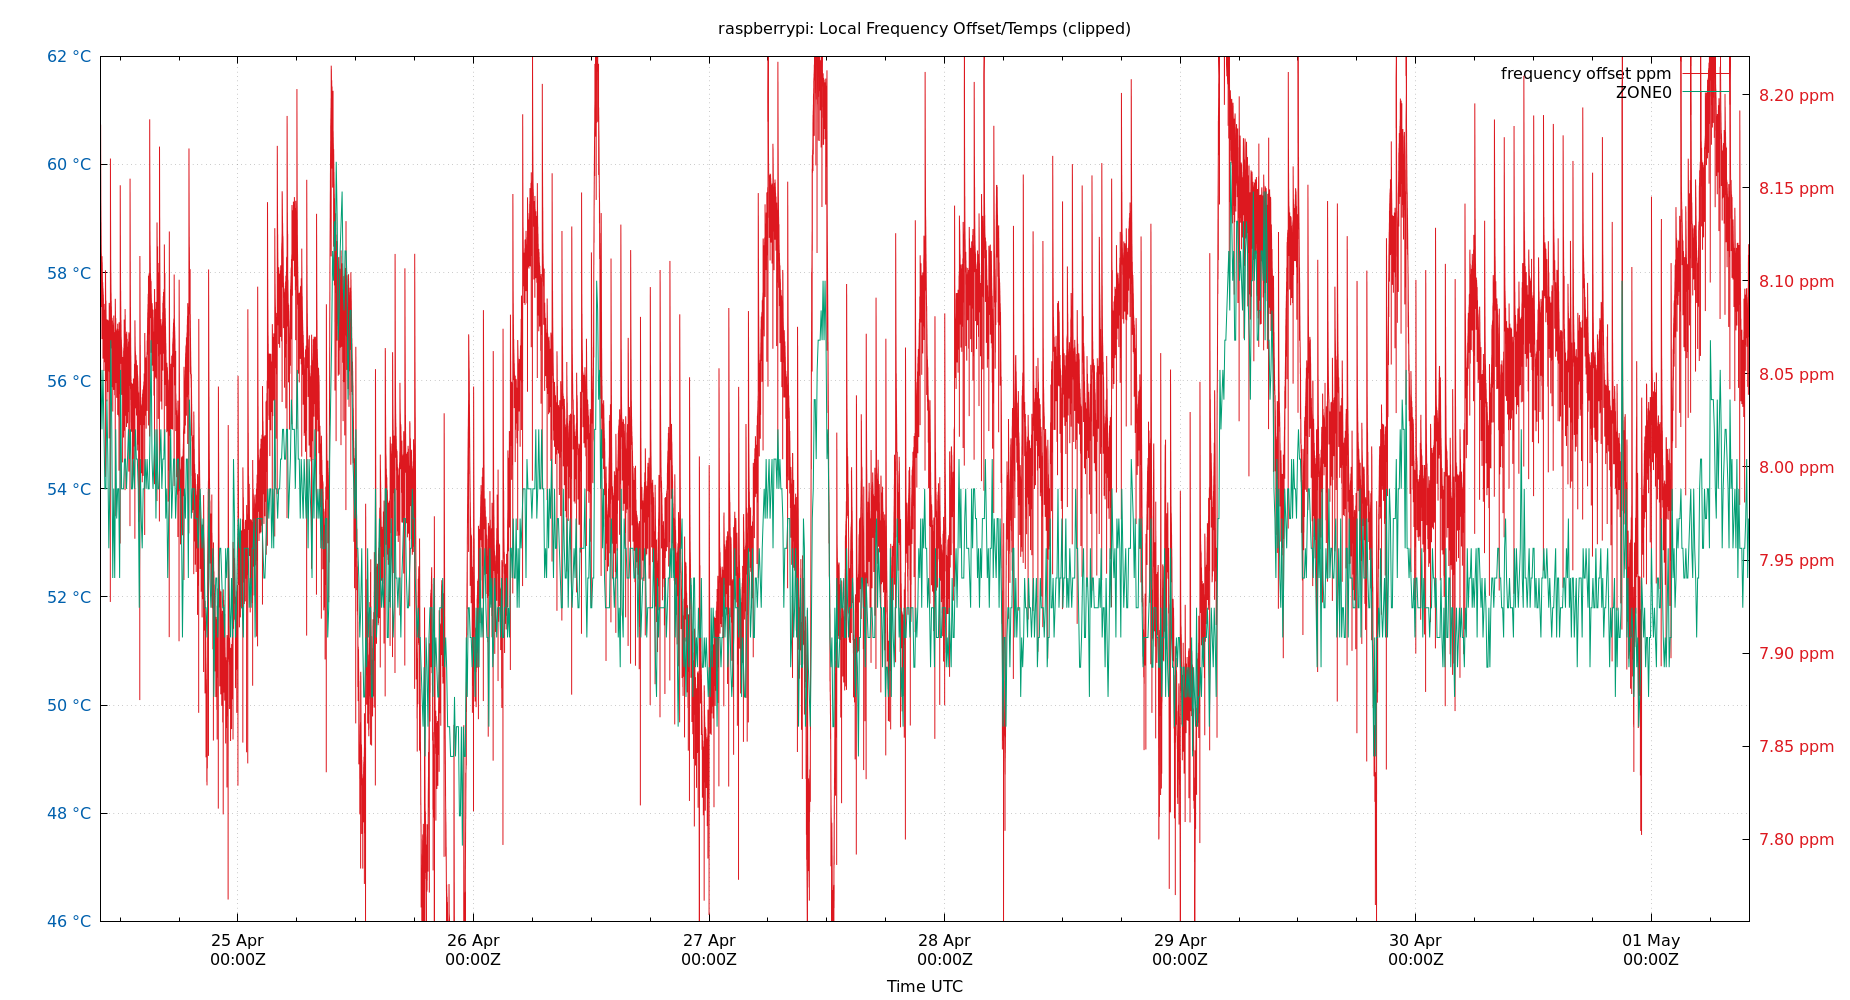 raspberrypi: Local Frequency Offset/Temps (clipped)
62 °C
60 °C
58 °C
56 °C
54 °C
52 °C
50 °C
48 °C
46 °C
frequency offset ppm
ZONE0
8.20 ppm
8.15 ppm
8.10 ppm
8.05 ppm
8.00 ppm
7.95 ppm
7.90 ppm
7.85 ppm
7.80 ppm
25 Apr
00:00Z
26 Apr
00:00Z
27 Apr
00:00Z
28 Apr
00:00Z
29 Apr
00:00Z
30 Apr
00:00Z
01 May
00:00Z
Time UTC